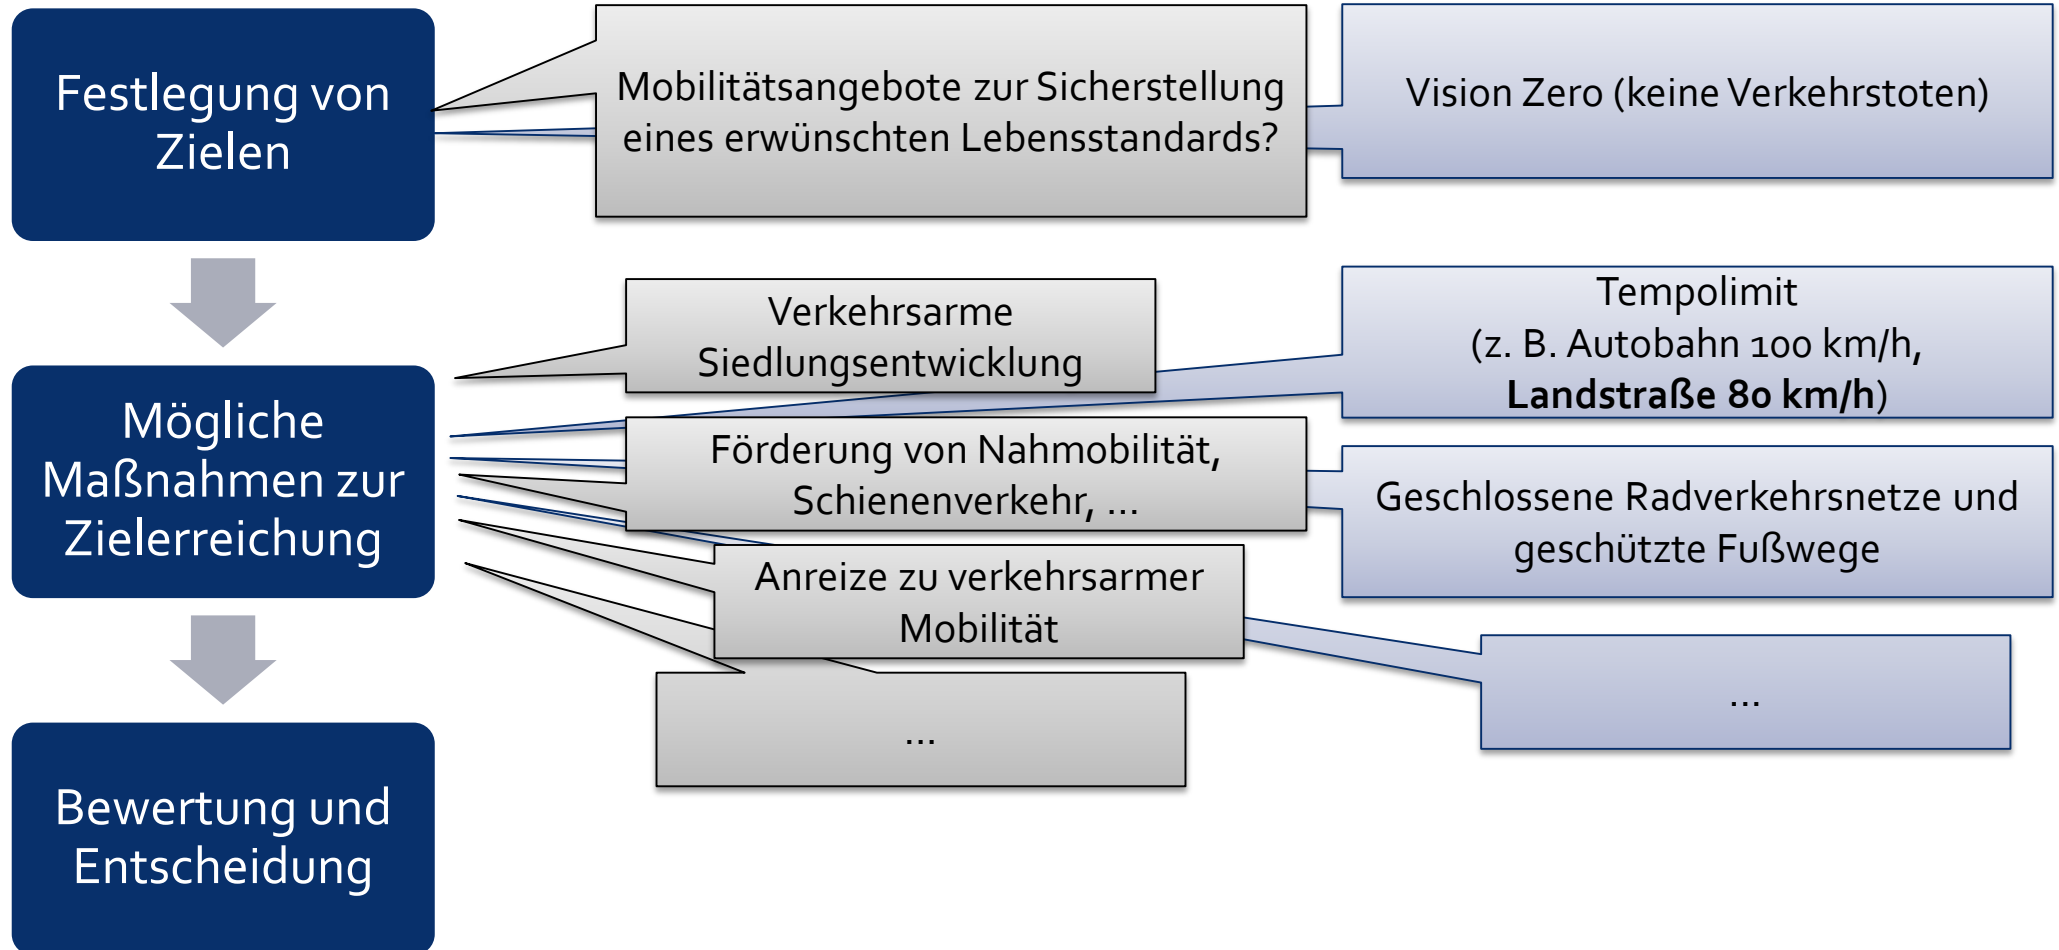 Festlegung von
Zielen
Mobilitätsangebote zur Sicherstellung
eines erwünschten Lebensstandards?
Vision Zero (keine Verkehrstoten)
Mögliche
Maßnahmen zur
Zielerreichung
Verkehrsarme
Siedlungsentwicklung
Tempolimit
(z. B. Autobahn 100 km/h,
Landstraße 80 km/h)
Förderung von Nahmobilität,
Schienenverkehr, ...
Geschlossene Radverkehrsnetze und
geschützte Fußwege
Anreize zu verkehrsarmer
Mobilität
...
...
Bewertung und
Entscheidung